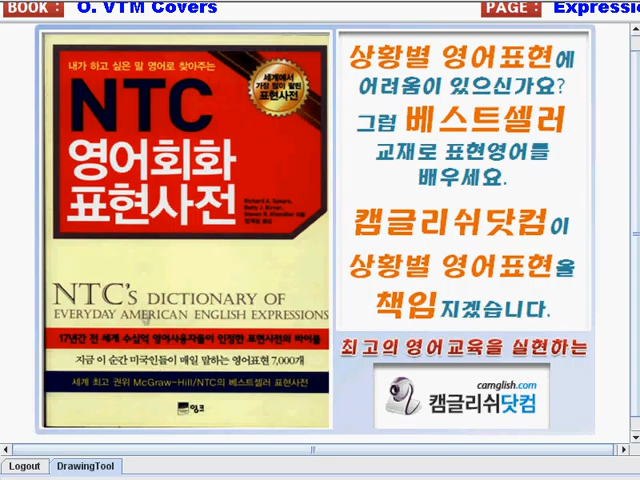 BOOK : O. VTM Covers PAGE : Expressio
내가 하고 싶은 말 영어로 찾아주는
세계에서
가장 많이 팔린
표현사전
NTC
영어회화
표현사전
Richard A. Spears
NTC's DICTIONARY OF
EVERYDAY AMERICAN ENGLISH EXPRESSIONS
17년간 전 세계 수십억 영어사용자들이 인정한 표현사전의 바이블
지금 이 순간 미국인들이 매일 말하는 영어표현 7,000개
세계 최고 권위 McGraw-Hill/NTC의 베스트셀러 표현사전
잉크
상황별 영어표현에
어려움이 있으신가요?
그럼 베스트셀러
교재로 표현영어를
배우세요.
캠글리쉬닷컴이
상황별 영어표현을
책임지겠습니다.
최고의 영어교육을 실현하는
camglish.com
캠글리쉬닷컴
Logout DrawingTool